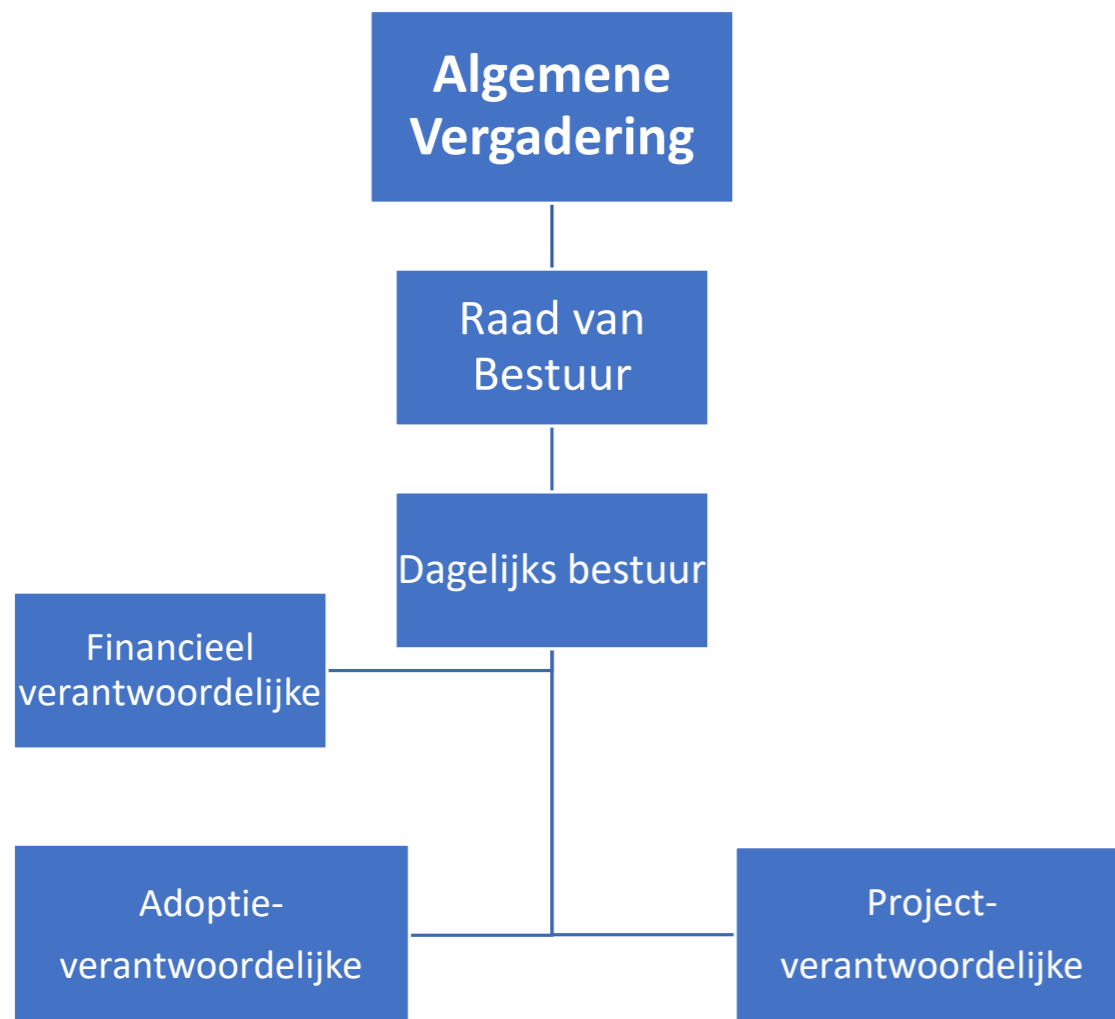 Algemene
Vergadering
Raad van
Bestuur
Dagelijks bestuur
Financieel
verantwoordelijke
Adoptie-
verantwoordelijke
Project-
verantwoordelijke